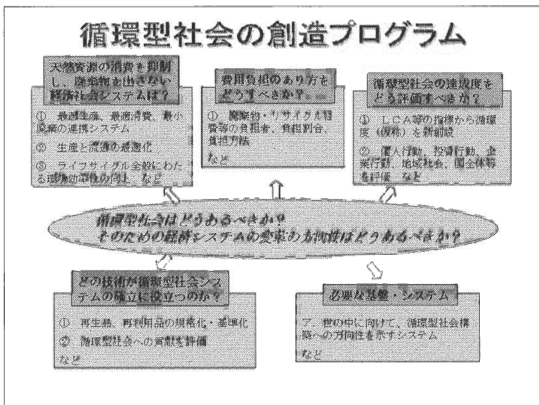 循環型社会の創造プログラム
天然資源の消費を抑制
し、廃棄物を出さない
経済社会システムは?
① 最適生産、最適消費、最小
廃棄の連携システム
② 生産と流通の最適化
③ ライフサイクル全般にわた
る環境効率性の向上 など
費用負担のあり方を
どうすべきか?
① 廃棄物・リサイクル経
費等の負担者、負担割合、
負担方法
など
循環型社会の達成度を
どう評価すべきか?
① LCA等の指標から循環
度(仮称)を新創設
② 個人行動、投資行動、企
業行動、地域社会、国全体等
を評価 など
循環型社会はどうあるべきか?
そのための経済システムの変革の方向性はどうあるべきか?
どの技術が循環型社会シス
テムの確立に役立つのか?
① 再生品、再利用品の規格化・基準化
② 循環型社会への貢献を評価
など
必要な基盤・システム
ア 世の中に向けて、循環型社会構
築への方向性を示すシステム
など